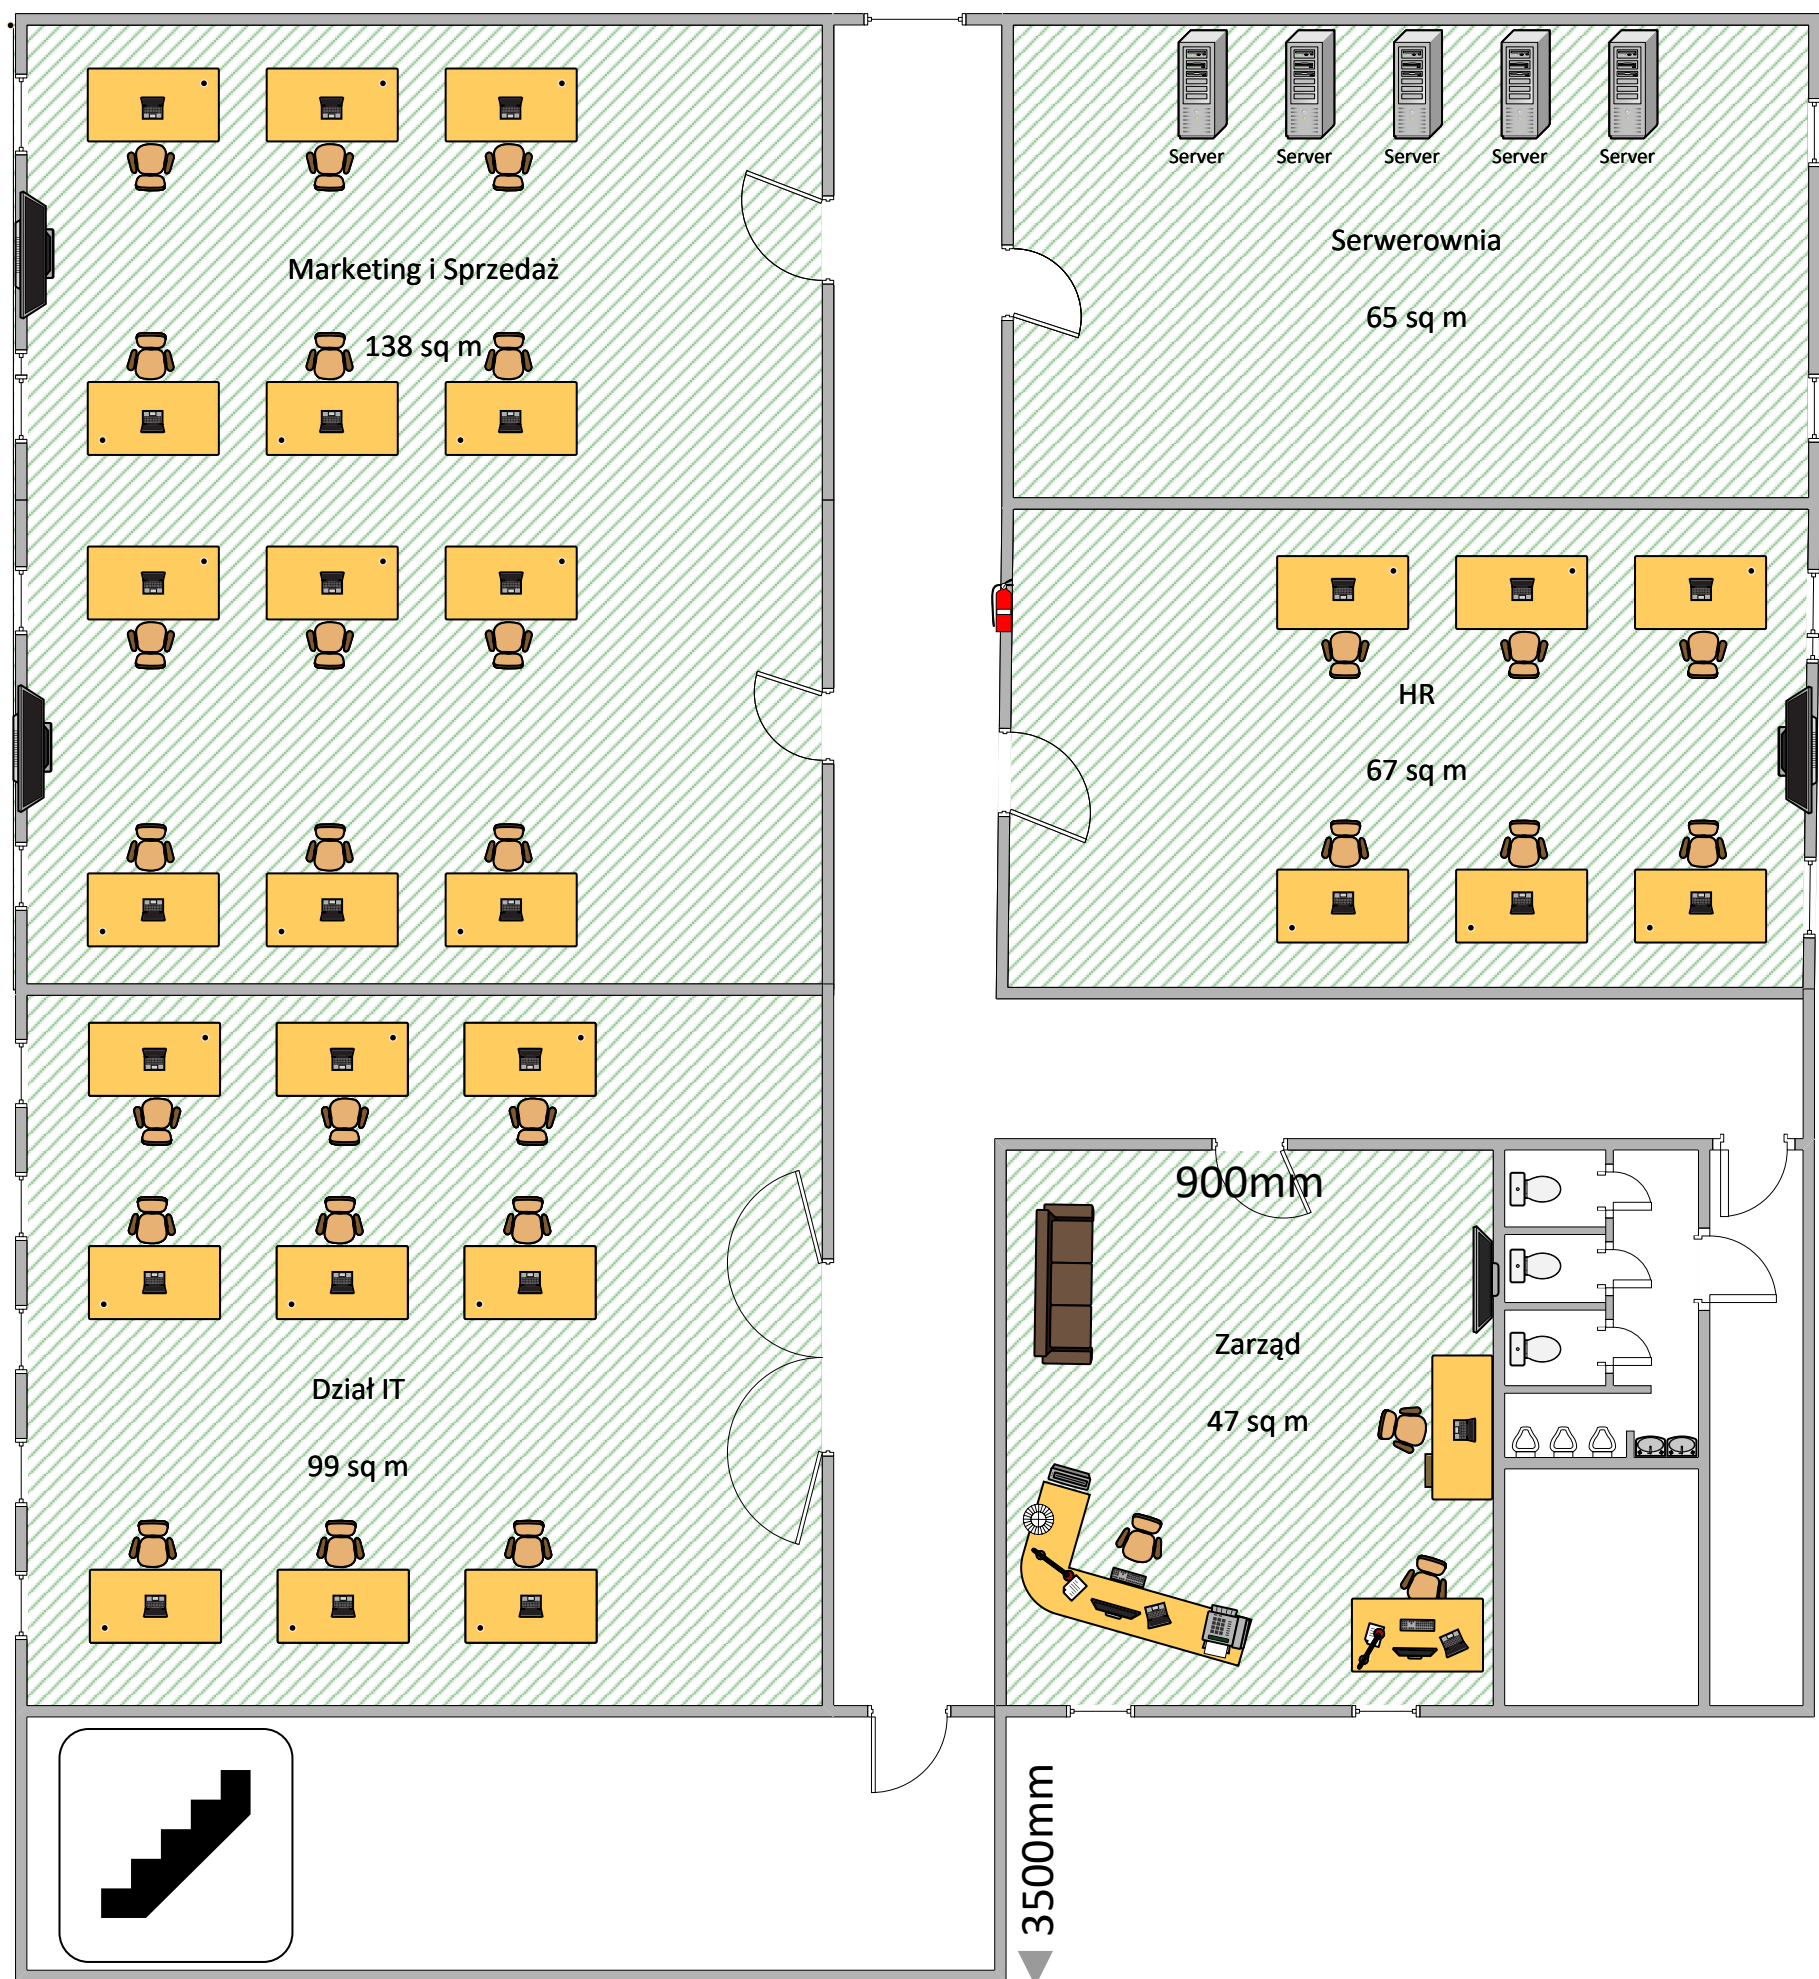 Server
Server
Server
Server
Server
Marketing i Sprzedaż
138 sq m
Serwerownia
65 sq m
HR
67 sq m
900mm
Zarząd
47 sq m
Dział IT
99 sq m
3500mm